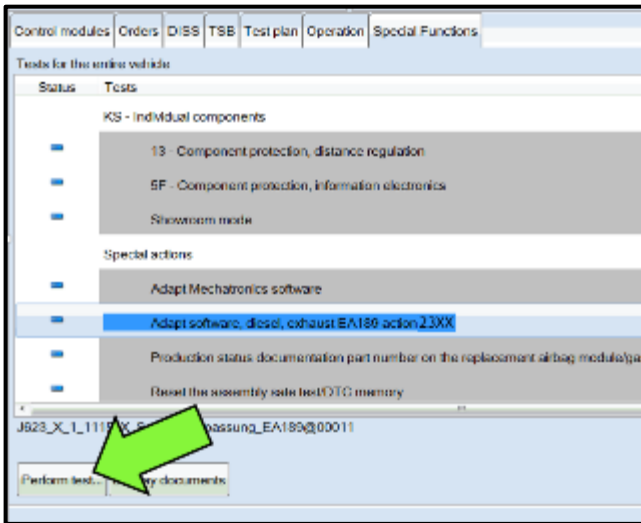 Control modules Orders DISS TSB Test plan Operation Special Functions
Tests for the entire vehicle
Status Tests
KS - Individual components
13 - Component protection, distance regulation
5F - Component protection, information electronics
Showroom mode
Special actions
Adapt Mechatronics software
Adapt software, diesel, exhaust EA189 action 23XX
Production status documentation part number on the replacement airbag module/ga
Reset the assembly safe test/DTC memory
J623_X_1_111 passung_EA189@00011
Perform test... documents